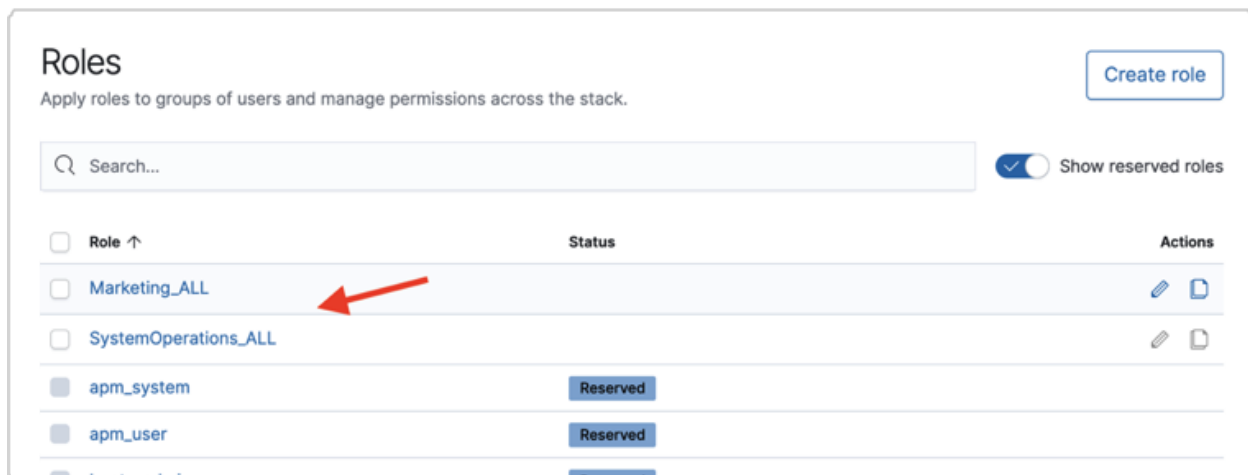 Roles
Create role
Apply roles to groups of users and manage permissions across the stack.
Search...
Show reserved roles
Role ↑ Status Actions
Marketing_ALL
SystemOperations_ALL
apm_system Reserved
apm_user Reserved